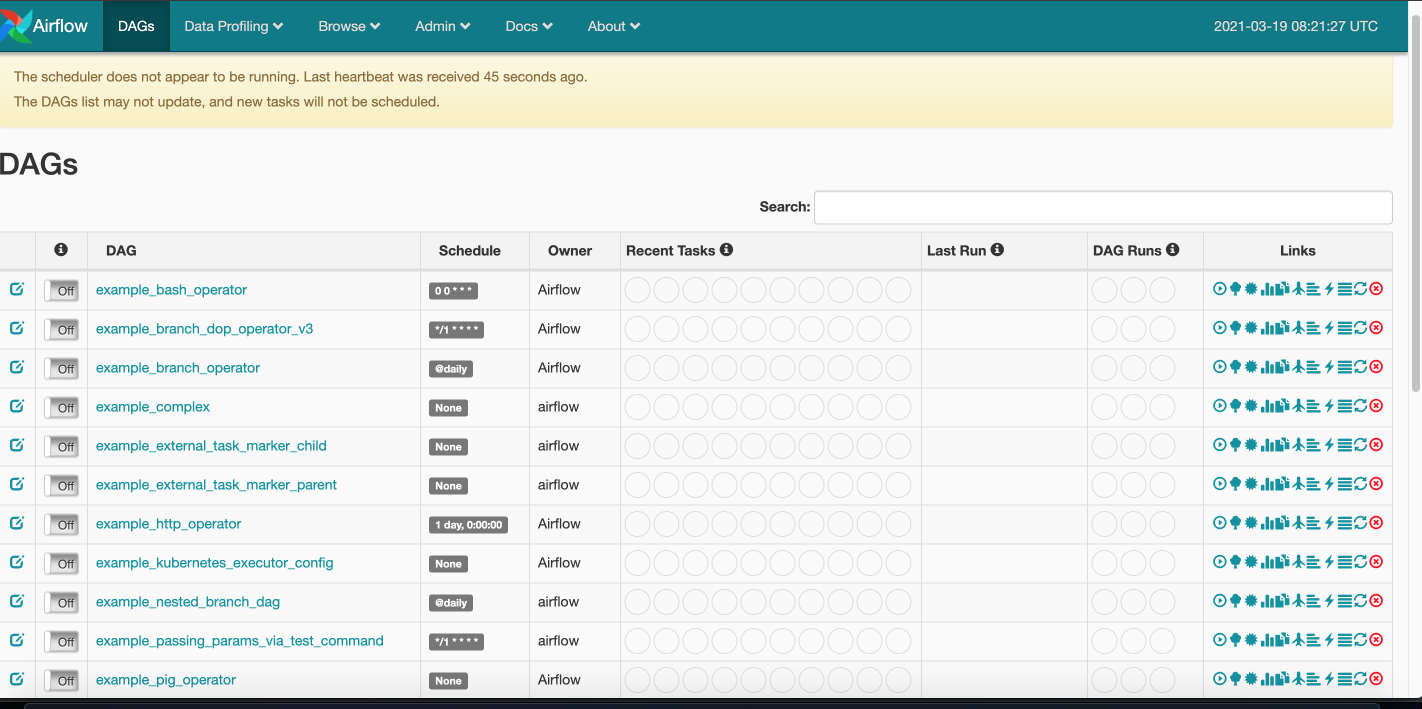 Airflow DAGs Data Profiling Browse Admin Docs About 2021-03-19 08:21:27 UTC
The scheduler does not appear to be running. Last heartbeat was received 45 seconds ago.
The DAGs list may not update, and new tasks will not be scheduled.
DAGs
Search:
DAG Schedule Owner Recent Tasks Last Run DAG Runs Links
Off example_bash_operator 0 0 * * * Airflow
Off example_branch_dop_operator_v3 */1 * * * * Airflow
Off example_branch_operator @daily Airflow
Off example_complex None airflow
Off example_external_task_marker_child None airflow
Off example_external_task_marker_parent None airflow
Off example_http_operator 1 day, 0:00:00 Airflow
Off example_kubernetes_executor_config None Airflow
Off example_nested_branch_dag @daily airflow
Off example_passing_params_via_test_command */1 * * * * airflow
Off example_pig_operator None Airflow